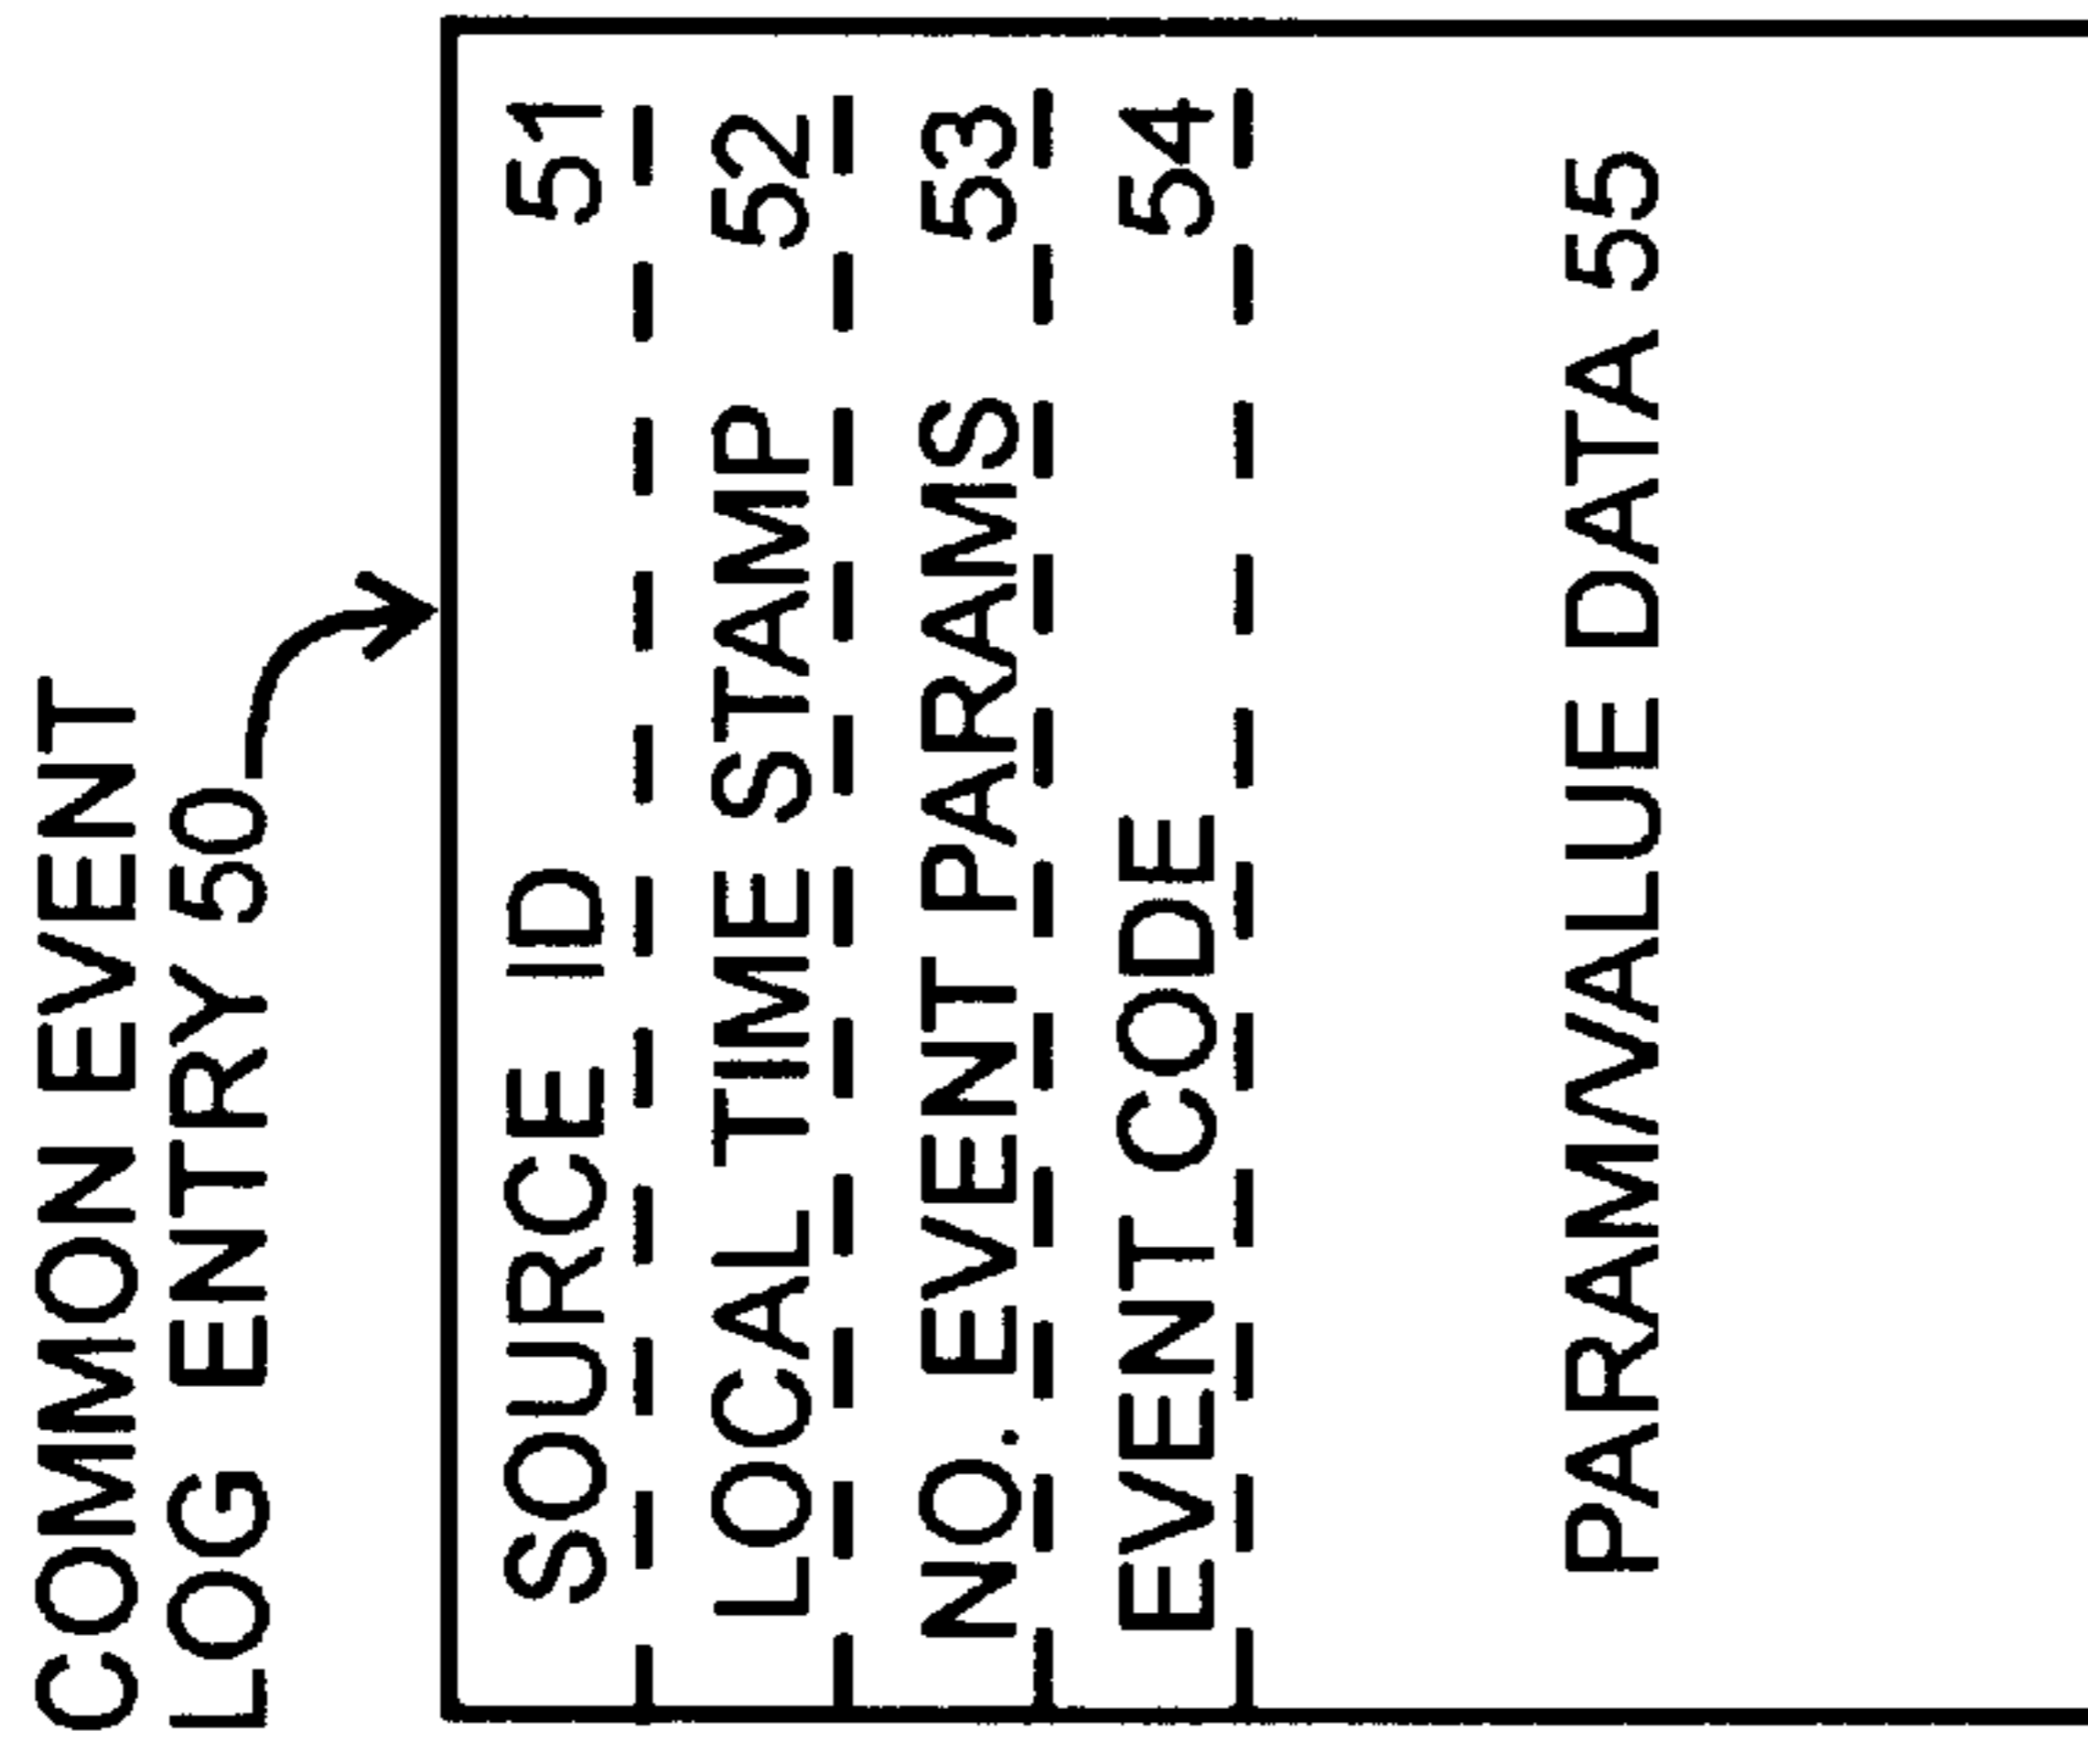 COMMON EVENT
LOG ENTRY 50
SOURCE ID 51
LOCAL TIME STAMP 52
NO. EVENT PARAMS 53
EVENT CODE 54
PARAM/VALUE DATA 55